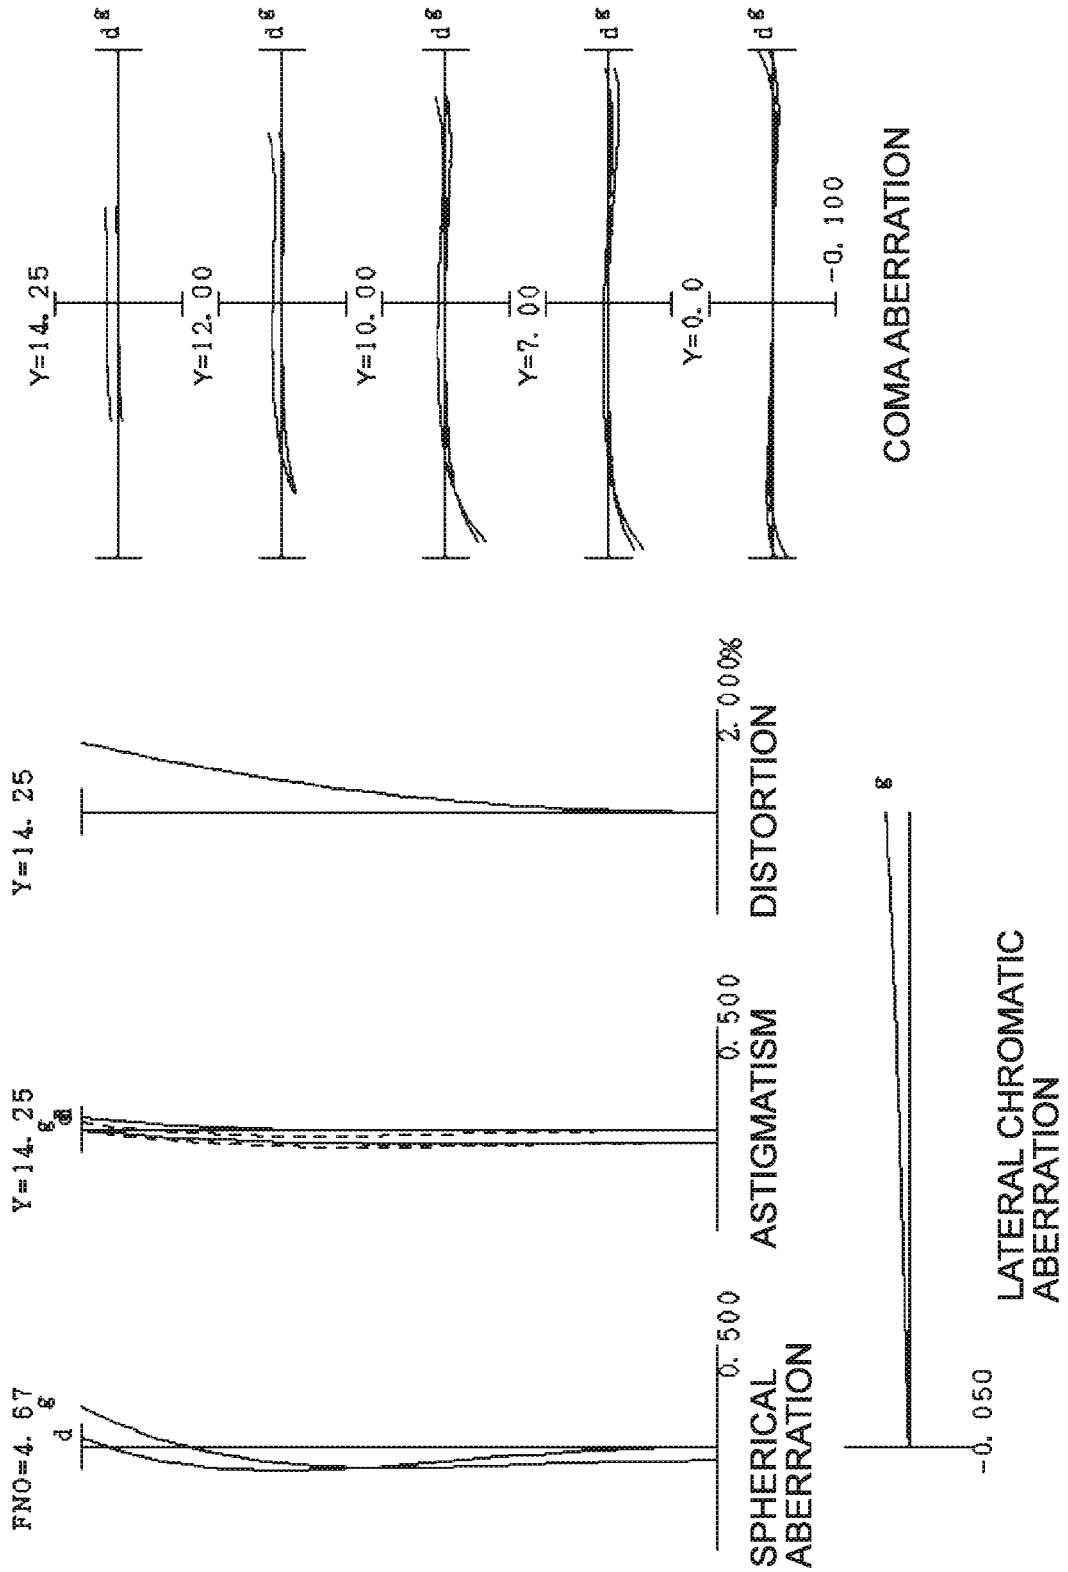 FNO=4. 67
g
d
0. 500
SPHERICAL
ABERRATION
Y=14. 25
g
0. 500
ASTIGMATISM
Y=14. 25
2. 000%
DISTORTION
g
-0. 050
LATERAL CHROMATIC
ABERRATION
Y=14. 25
d g
Y=12. 00
d g
Y=10. 00
d g
Y=7. 00
d g
Y=0. 0
d g
-0. 100
COMA ABERRATION